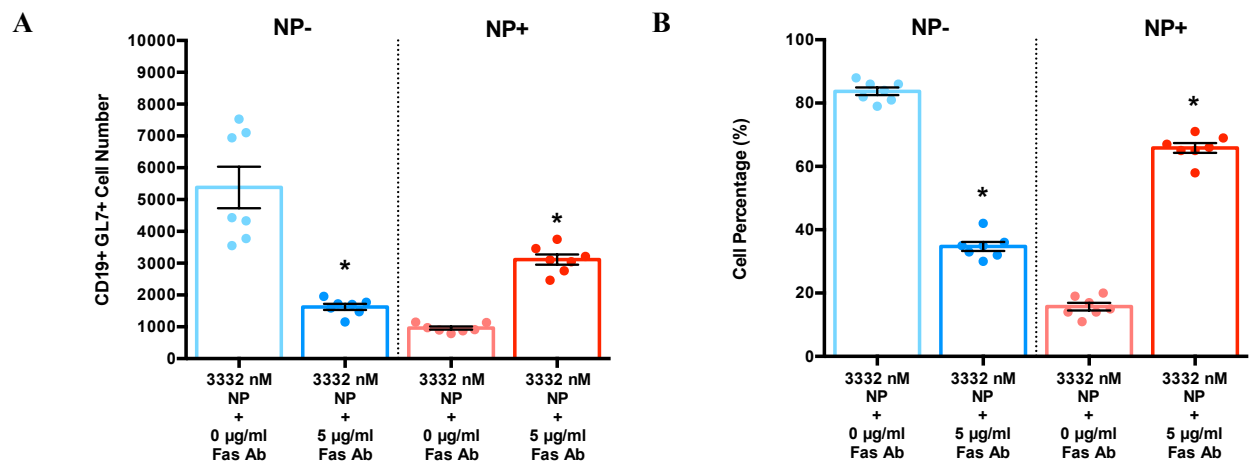 A
NP-
NP+
CD19+ GL7+ Cell Number
10000
9000
8000
7000
6000
5000
4000
3000
2000
1000
0
*
*
3332 nM
NP
+
0 µg/ml
Fas Ab
3332 nM
NP
+
5 µg/ml
Fas Ab
3332 nM
NP
+
0 µg/ml
Fas Ab
3332 nM
NP
+
5 µg/ml
Fas Ab
B
NP-
NP+
Cell Percentage (%)
100
80
60
40
20
0
*
*
3332 nM
NP
+
0 µg/ml
Fas Ab
3332 nM
NP
+
5 µg/ml
Fas Ab
3332 nM
NP
+
0 µg/ml
Fas Ab
3332 nM
NP
+
5 µg/ml
Fas Ab